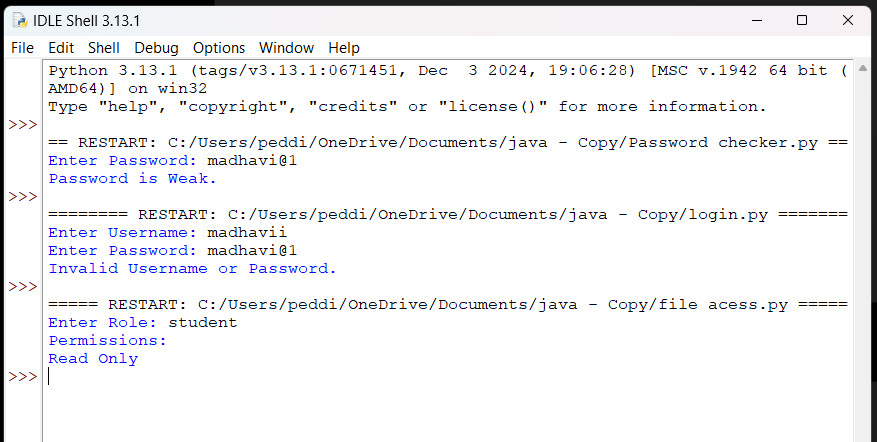 IDLE Shell 3.13.1
File Edit Shell Debug Options Window Help
Python 3.13.1 (tags/v3.13.1:0671451, Dec  3 2024, 19:06:28) [MSC v.1942 64 bit (
AMD64)] on win32
Type "help", "copyright", "credits" or "license()" for more information.
>>>
== RESTART: C:/Users/peddi/OneDrive/Documents/java - Copy/Password checker.py ==
Enter Password: madhavi@1
Password is Weak.
>>>
======== RESTART: C:/Users/peddi/OneDrive/Documents/java - Copy/login.py =======
Enter Username: madhavii
Enter Password: madhavi@1
Invalid Username or Password.
>>>
===== RESTART: C:/Users/peddi/OneDrive/Documents/java - Copy/file acess.py =====
Enter Role: student
Permissions:
Read Only
>>>